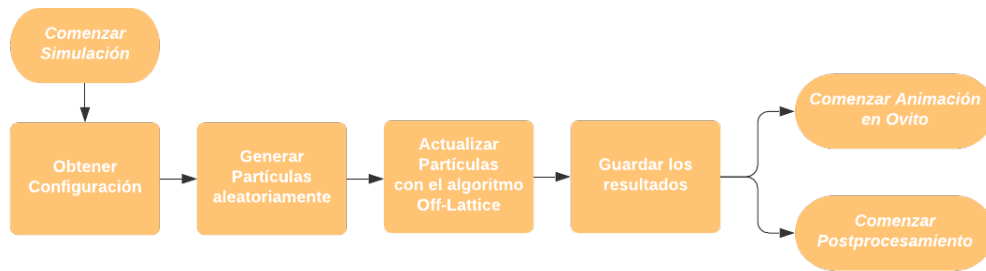 Comenzar
Simulación
Obtener
Configuración
Generar
Partículas
aleatoriamente
Actualizar
Partículas
con el algoritmo
Off-Lattice
Guardar los
resultados
Comenzar Animación
en Ovito
Comenzar
Postprocesamiento